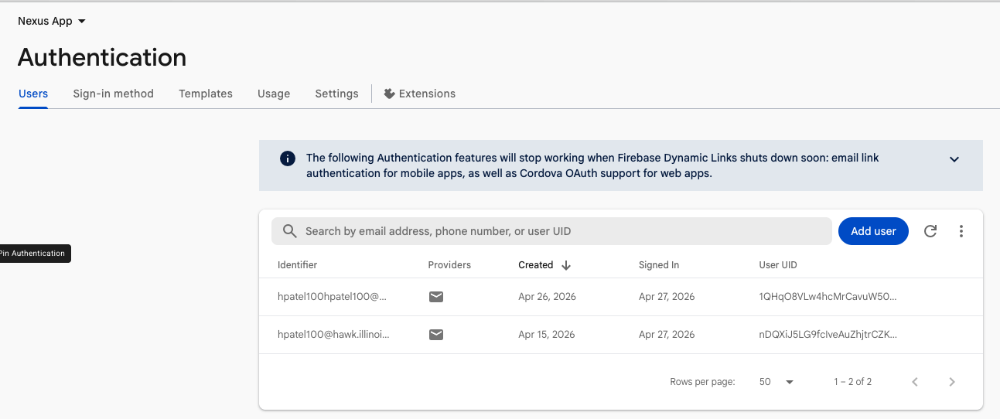 Nexus App
Authentication
Users Sign-in method Templates Usage Settings Extensions
The following Authentication features will stop working when Firebase Dynamic Links shuts down soon: email link
authentication for mobile apps, as well as Cordova OAuth support for web apps.
Search by email address, phone number, or user UID Add user
Pin Authentication
Identifier Providers Created Signed In User UID
hpatel100hpatel100@... Apr 26, 2026 Apr 27, 2026 1QHqO8VLw4hcMrCavuW50...
hpatel100@hawk.illinoi... Apr 15, 2026 Apr 27, 2026 nDQXiJ5LG9fcIveAuZhjtrCZK...
Rows per page: 50 1 – 2 of 2